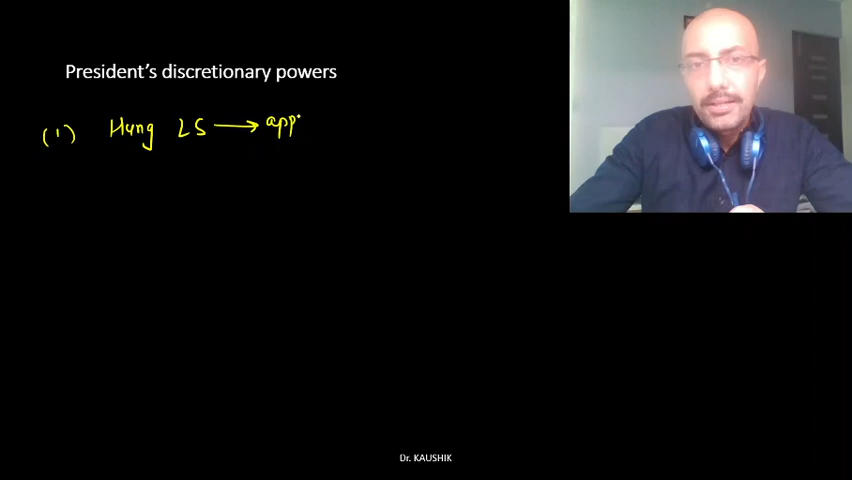 President's discretionary powers
(1) Hung LS → app
Dr. KAUSHIK